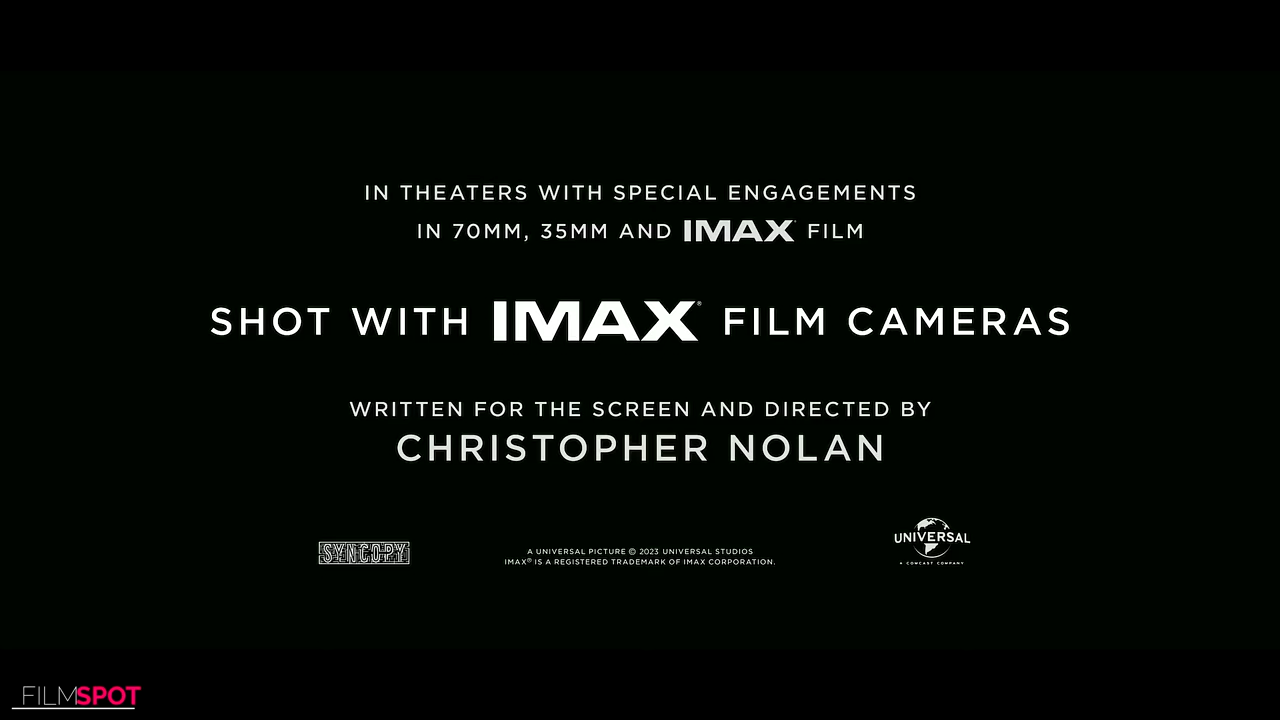 IN THEATERS WITH SPECIAL ENGAGEMENTS
IN 70MM, 35MM AND IMAX® FILM
SHOT WITH IMAX® FILM CAMERAS
WRITTEN FOR THE SCREEN AND DIRECTED BY
CHRISTOPHER NOLAN
SYNCOPY
A UNIVERSAL PICTURE © 2023 UNIVERSAL STUDIOS
IMAX® IS A REGISTERED TRADEMARK OF IMAX CORPORATION.
UNIVERSAL
A COMCAST COMPANY
FILMSPOT